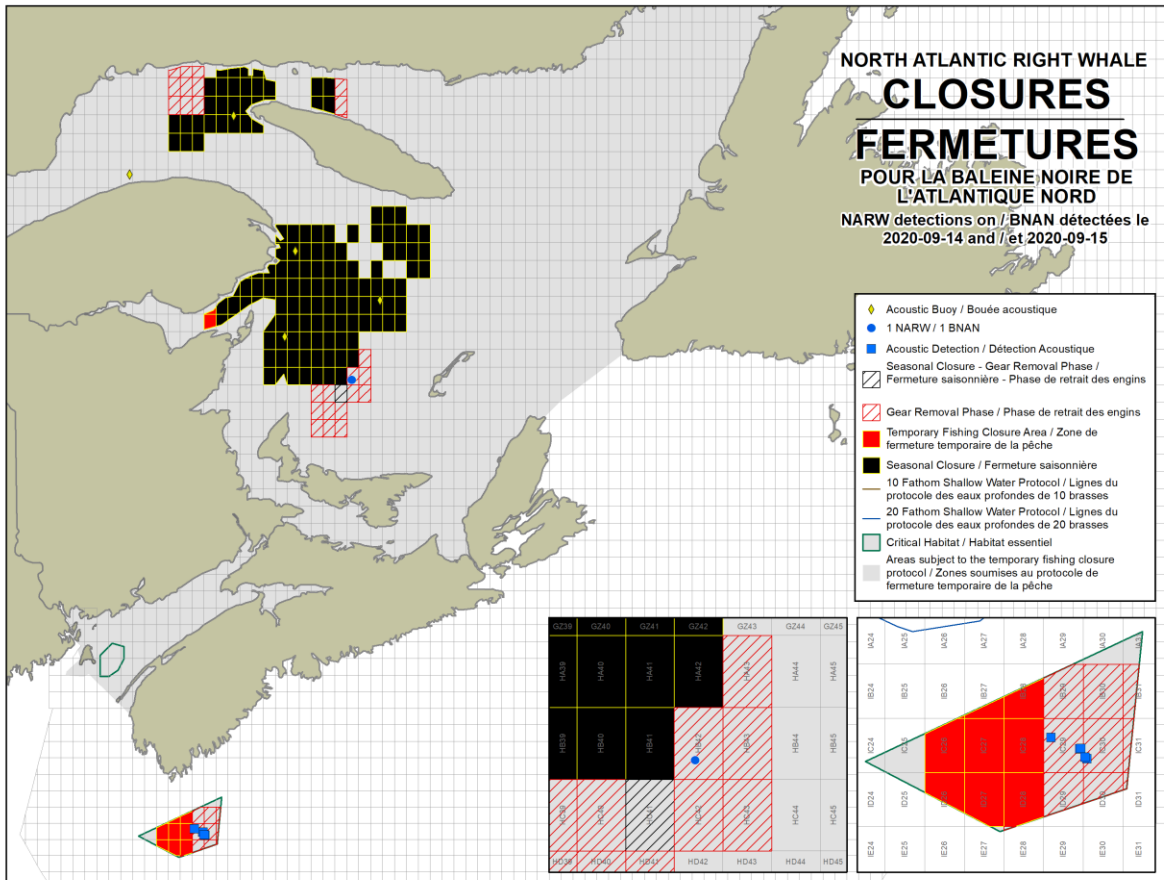 NORTH ATLANTIC RIGHT WHALE
CLOSURES
FERMETURES
POUR LA BALEINE NOIRE DE
L'ATLANTIQUE NORD
NARW detections on / BNAN détectées le
2020-09-14 and / et 2020-09-15
Acoustic Buoy / Bouée acoustique
1 NARW / 1 BNAN
Acoustic Detection / Détection Acoustique
Seasonal Closure - Gear Removal Phase /
Fermeture saisonnière - Phase de retrait des engins
Gear Removal Phase / Phase de retrait des engins
Temporary Fishing Closure Area / Zone de
fermeture temporaire de la pêche
Seasonal Closure / Fermeture saisonnière
10 Fathom Shallow Water Protocol / Lignes du
protocole des eaux profondes de 10 brasses
20 Fathom Shallow Water Protocol / Lignes du
protocole des eaux profondes de 20 brasses
Critical Habitat / Habitat essentiel
Areas subject to the temporary fishing closure
protocol / Zones soumises au protocole de
fermeture temporaire de la pêche
GZ39 GZ40 GZ41 GZ42 GZ43 GZ44 GZ45
HA39 HA40 HA41 HA42 HA43 HA44 HA45
HB39 HB40 HB41 HB42 HB43 HB44 HB45
HC39 HC40 HC41 HC42 HC43 HC44 HC45
HD39 HD40 HD41 HD42 HD43 HD44 HD45
IA24 IA25 IA26 IA27 IA28 IA29 IA30 IA31
IB24 IB25 IB26 IB27 IB28 IB29 IB30 IB31
IC24 IC25 IC26 IC27 IC28 IC29 IC30 IC31
ID24 ID25 ID26 ID27 ID28 ID29 ID30 ID31
IE24 IE25 IE26 IE27 IE28 IE29 IE30 IE31